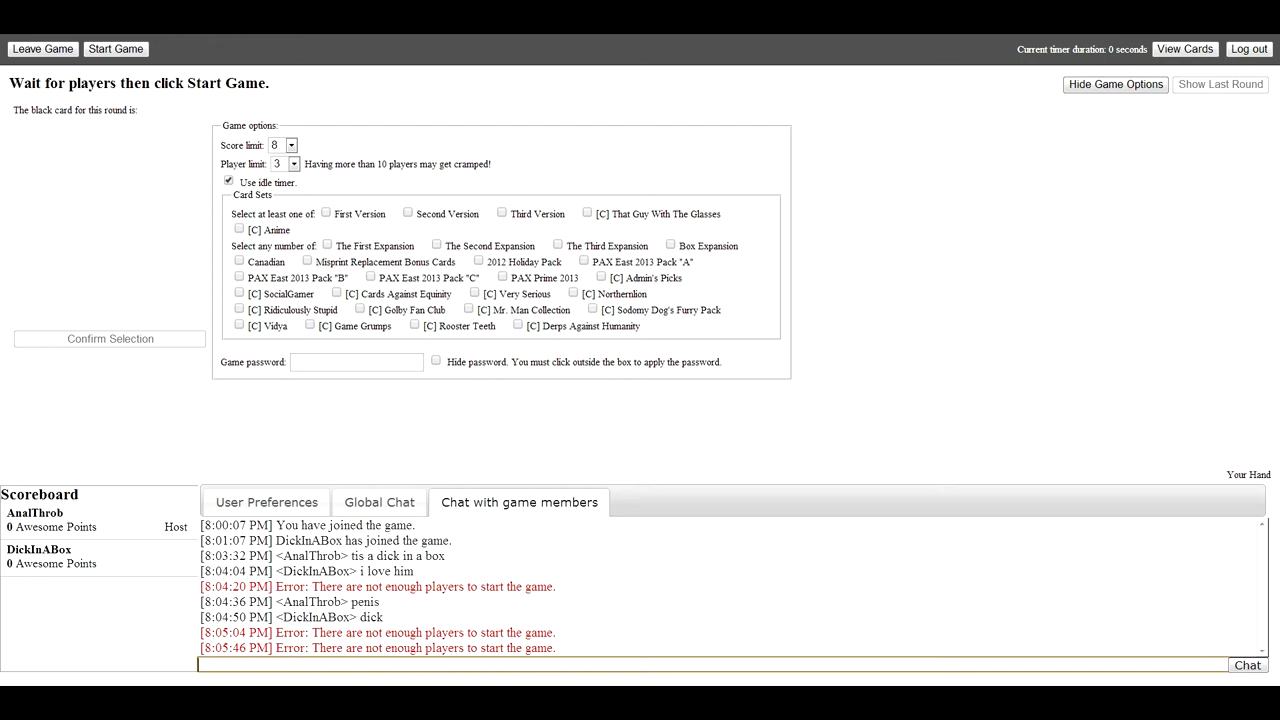 Leave Game Start Game Current timer duration: 0 seconds View Cards Log out
Wait for players then click Start Game. Hide Game Options Show Last Round
The black card for this round is:
Game options:
Score limit: 8
Player limit: 3 Having more than 10 players may get cramped!
Use idle timer.
Card Sets
Select at least one of: First Version Second Version Third Version [C] That Guy With The Glasses
[C] Anime
Select any number of: The First Expansion The Second Expansion The Third Expansion Box Expansion
Canadian Misprint Replacement Bonus Cards 2012 Holiday Pack PAX East 2013 Pack "A"
PAX East 2013 Pack "B" PAX East 2013 Pack "C" PAX Prime 2013 [C] Admin's Picks
[C] SocialGamer [C] Cards Against Equinity [C] Very Serious [C] Northernlion
[C] Ridiculously Stupid [C] Golby Fan Club [C] Mr. Man Collection [C] Sodomy Dog's Furry Pack
[C] Vidya [C] Game Grumps [C] Rooster Teeth [C] Derps Against Humanity
Confirm Selection
Game password: Hide password. You must click outside the box to apply the password.
Your Hand
Scoreboard
AnalThrob
0 Awesome Points Host
DickInABox
0 Awesome Points
User Preferences Global Chat Chat with game members
[8:00:07 PM] You have joined the game.
[8:01:07 PM] DickInABox has joined the game.
[8:03:32 PM] <AnalThrob> tis a dick in a box
[8:04:04 PM] <DickInABox> i love him
[8:04:20 PM] Error: There are not enough players to start the game.
[8:04:36 PM] <AnalThrob> penis
[8:04:50 PM] <DickInABox> dick
[8:05:04 PM] Error: There are not enough players to start the game.
[8:05:46 PM] Error: There are not enough players to start the game.
Chat